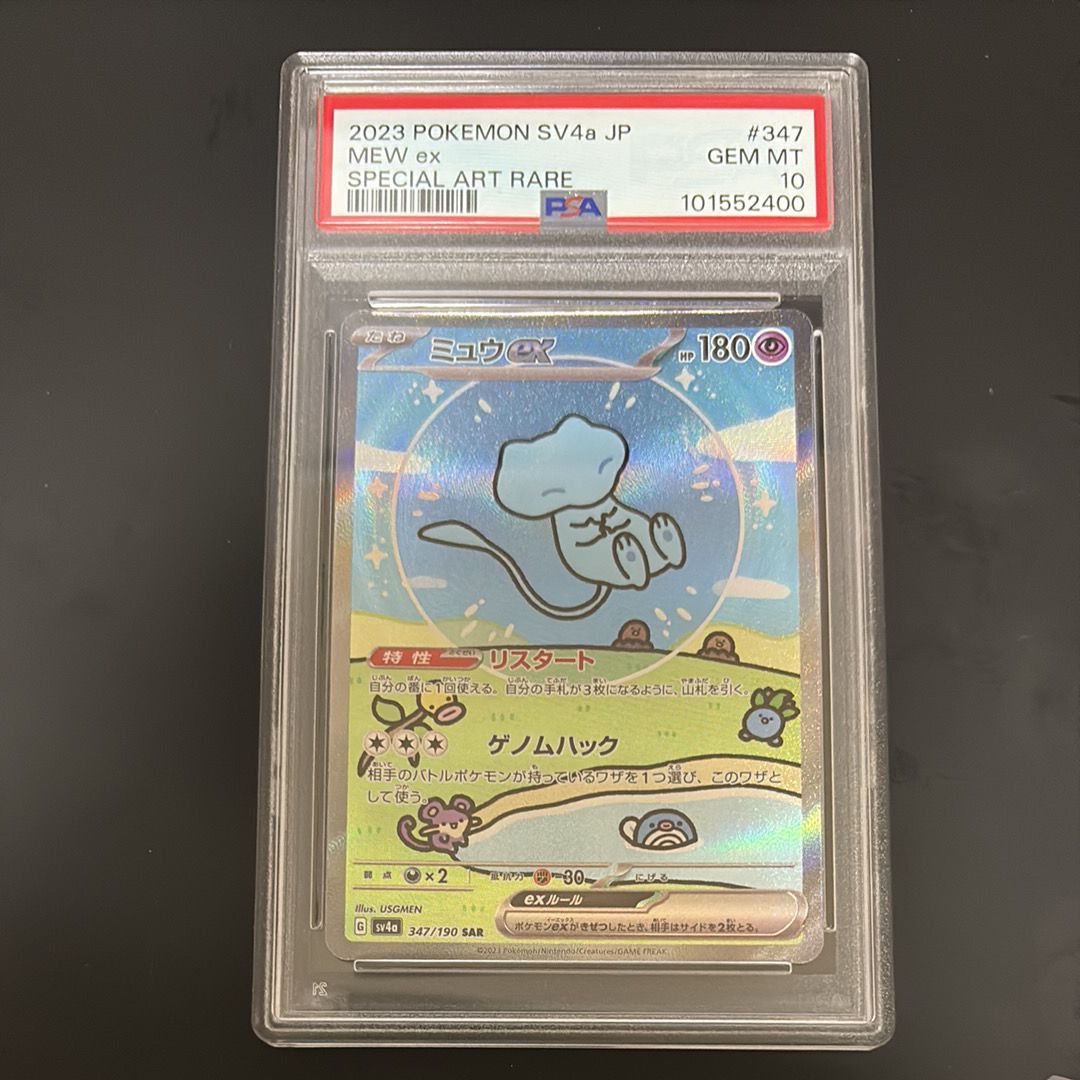 2023 POKEMON SV4a JP #347
MEW ex GEM MT
SPECIAL ART RARE 10
PSA 101552400
たね ミュウex HP 180
特性 とくせい リスタート
自分の番に1回使える。自分の手札が3枚になるように、山札を引く。
ゲノムハック
相手のバトルポケモンが持っているワザを1つ選び、このワザと
して使う。
弱点 ×2 抵抗力 -30 にげる
exルール
ポケモンexがきぜつしたとき、相手はサイドを2枚とる。
Illus. USGMEN
G sv4a 347/190 SAR
©2023 Pokémon/Nintendo/Creatures/GAME FREAK